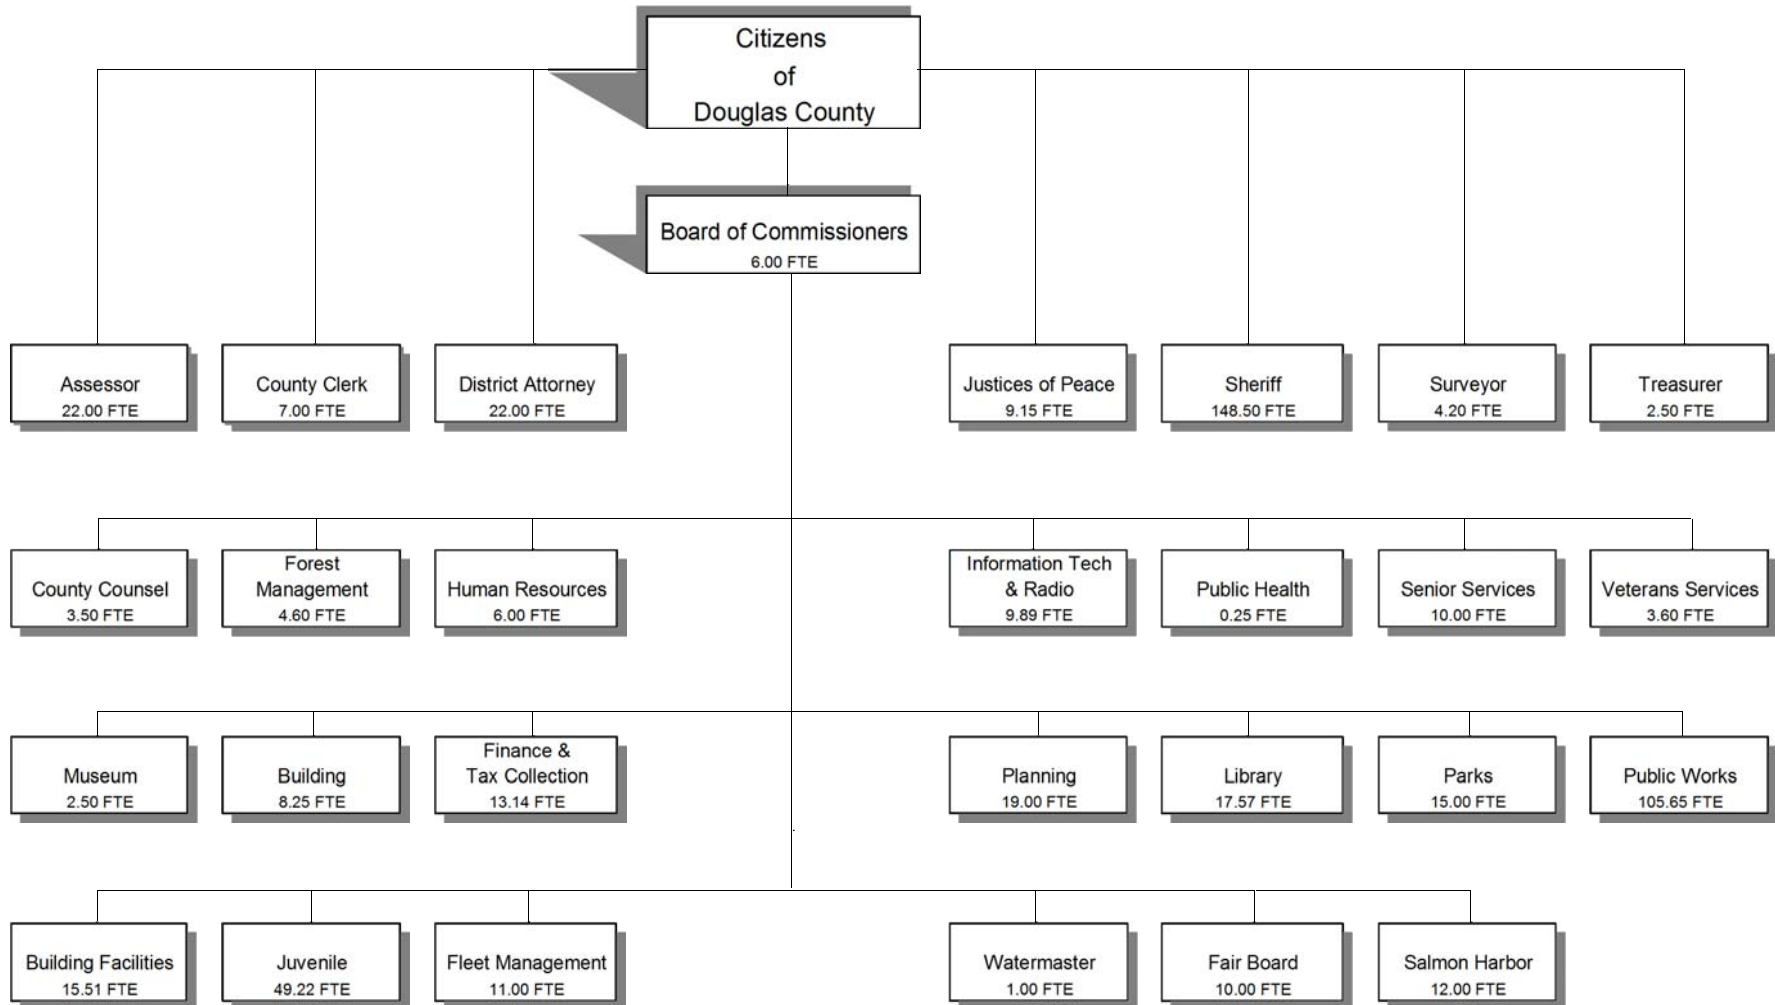 Citizens
of
Douglas County
Board of Commissioners
6.00 FTE
Assessor
22.00 FTE
County Clerk
7.00 FTE
District Attorney
22.00 FTE
Justices of Peace
9.15 FTE
Sheriff
148.50 FTE
Surveyor
4.20 FTE
Treasurer
2.50 FTE
County Counsel
3.50 FTE
Forest
Management
4.60 FTE
Human Resources
6.00 FTE
Information Tech
& Radio
9.89 FTE
Public Health
0.25 FTE
Senior Services
10.00 FTE
Veterans Services
3.60 FTE
Museum
2.50 FTE
Building
8.25 FTE
Finance &
Tax Collection
13.14 FTE
Planning
19.00 FTE
Library
17.57 FTE
Parks
15.00 FTE
Public Works
105.65 FTE
Building Facilities
15.51 FTE
Juvenile
49.22 FTE
Fleet Management
11.00 FTE
Watermaster
1.00 FTE
Fair Board
10.00 FTE
Salmon Harbor
12.00 FTE